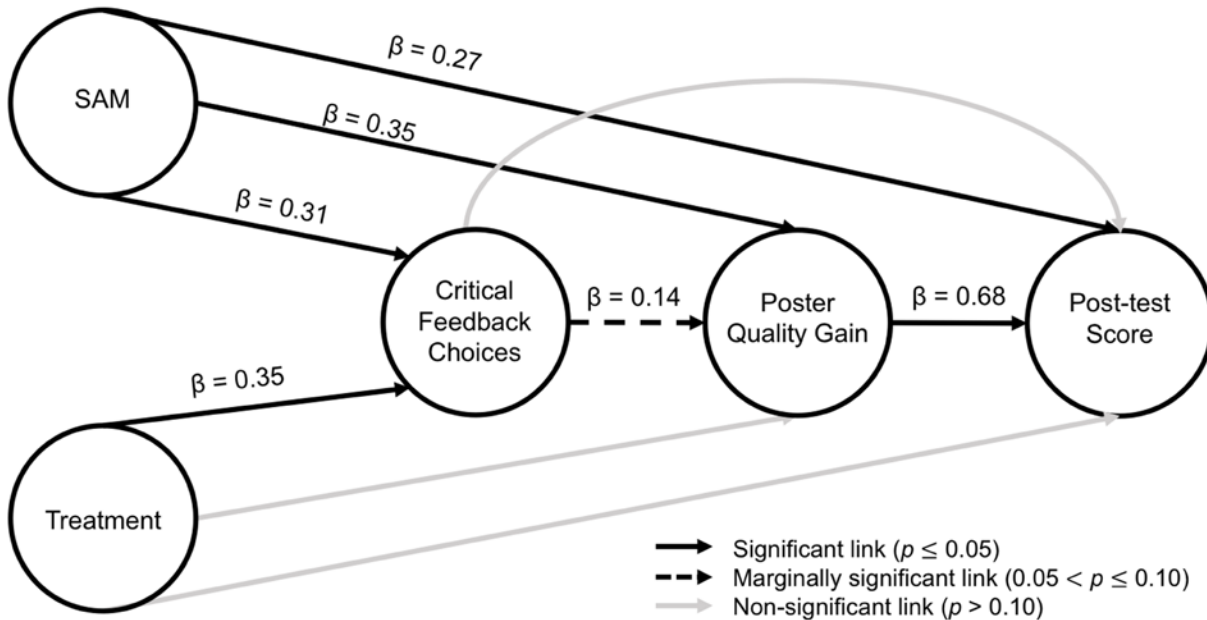 SAM
β = 0.27
β = 0.35
β = 0.31
Critical
Feedback
Choices
β = 0.14
Poster
Quality Gain
β = 0.68
Post-test
Score
β = 0.35
Treatment
Significant link (p ≤ 0.05)
Marginally significant link (0.05 < p ≤ 0.10)
Non-significant link (p > 0.10)